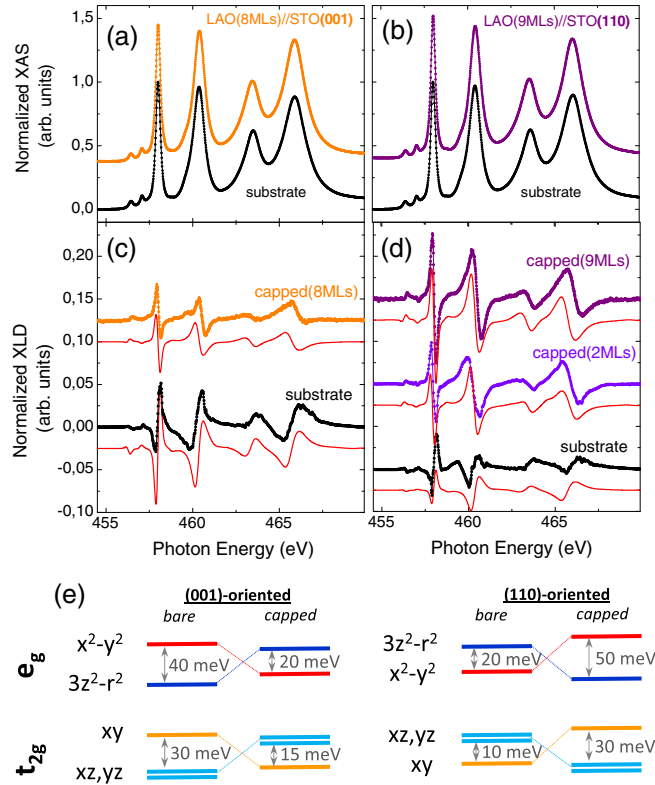 (a)
LAO(8MLs)//STO(001)
(b)
LAO(9MLs)//STO(110)
Normalized XAS
(arb. units)
1,5
1,0
0,5
0,0
substrate
substrate
(c)
(d)
capped(8MLs)
capped(9MLs)
capped(2MLs)
substrate
substrate
Normalized XLD
(arb. units)
0,20
0,15
0,10
0,05
0,00
-0,05
-0,10
455 460 465
455 460 465
Photon Energy (eV)
Photon Energy (eV)
(e)
(001)-oriented
(110)-oriented
bare capped
bare capped
e_g
x²-y²
3z²-r²
40 meV
20 meV
3z²-r²
x²-y²
20 meV
50 meV
t_2g
xy
xz,yz
30 meV
15 meV
xz,yz
xy
10 meV
30 meV